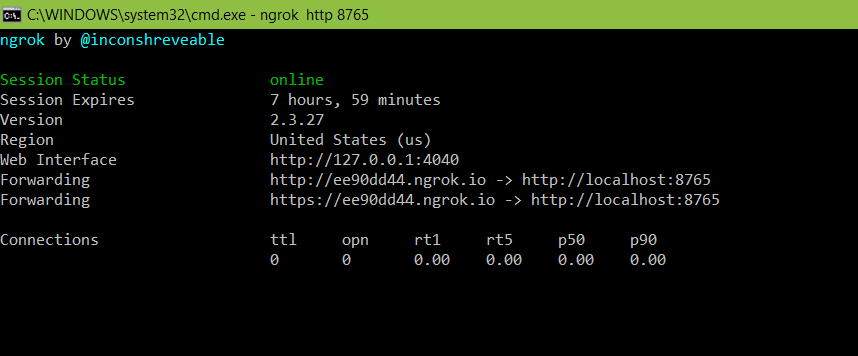 C:\WINDOWS\system32\cmd.exe - ngrok  http 8765
ngrok by @inconshreveable
Session Status                online
Session Expires               7 hours, 59 minutes
Version                       2.3.27
Region                        United States (us)
Web Interface                 http://127.0.0.1:4040
Forwarding                    http://ee90dd44.ngrok.io -> http://localhost:8765
Forwarding                    https://ee90dd44.ngrok.io -> http://localhost:8765
Connections                   ttl     opn     rt1     rt5     p50     p90
                              0       0       0.00    0.00    0.00    0.00